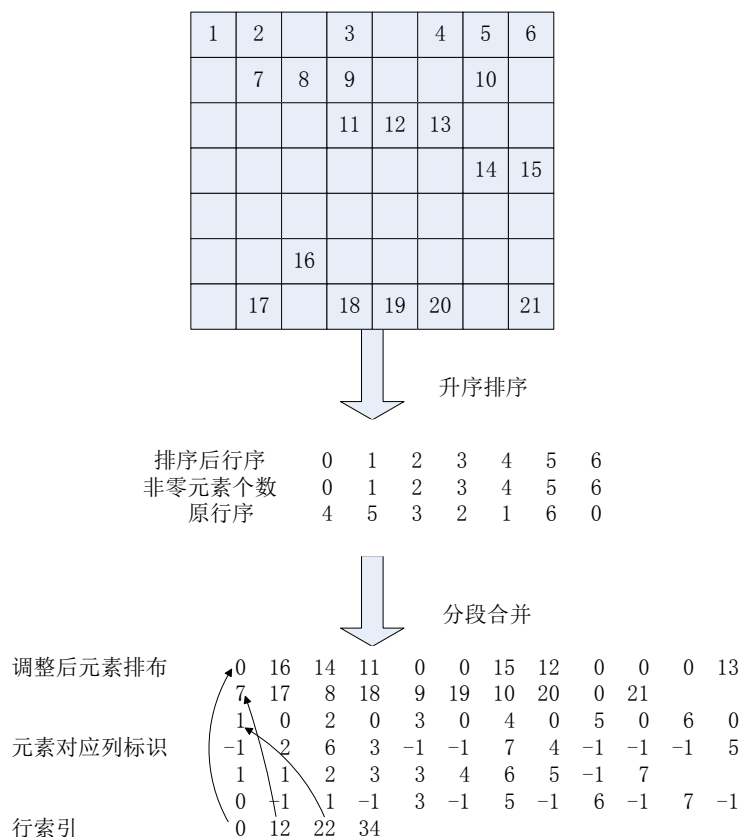 1 2 3 4 5 6
7 8 9 10
11 12 13
14 15
16
17 18 19 20 21
升序排序
排序后行序 0 1 2 3 4 5 6
非零元素个数 0 1 2 3 4 5 6
原行序 4 5 3 2 1 6 0
分段合并
调整后元素排布 0 16 14 11 0 0 15 12 0 0 0 13
7 17 8 18 9 19 10 20 0 21
1 0 2 0 3 0 4 0 5 0 6 0
元素对应列标识 -1 2 6 3 -1 -1 7 4 -1 -1 -1 5
1 1 2 3 3 4 6 5 -1 7
0 -1 1 -1 3 -1 5 -1 6 -1 7 -1
行索引 0 12 22 34